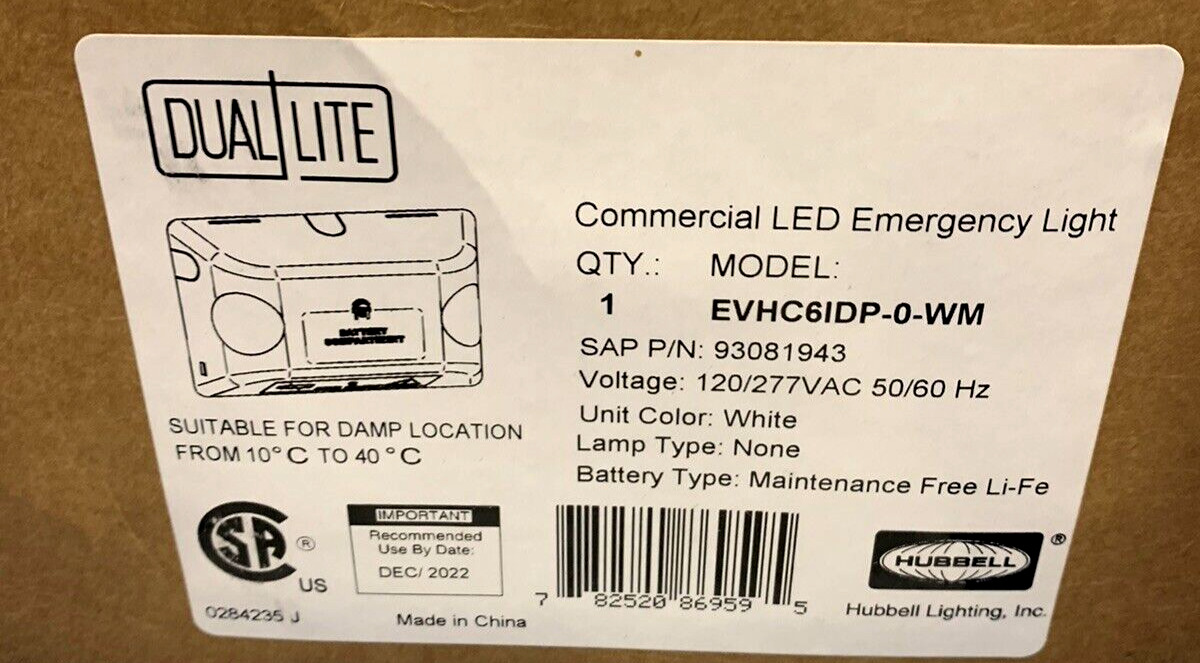 DUAL LITE
Commercial LED Emergency Light
QTY.: MODEL:
1 EVHC6IDP-0-WM
SAP P/N: 93081943
Voltage: 120/277VAC 50/60 Hz
Unit Color: White
Lamp Type: None
Battery Type: Maintenance Free Li-Fe
BATTERY
COMPARTMENT
SUITABLE FOR DAMP LOCATION
FROM 10°C TO 40 °C
SA ® US
0284235 J
IMPORTANT
Recommended
Use By Date:
DEC/ 2022
Made in China
7 82520 86959 5
HUBBELL ®
Hubbell Lighting, Inc.